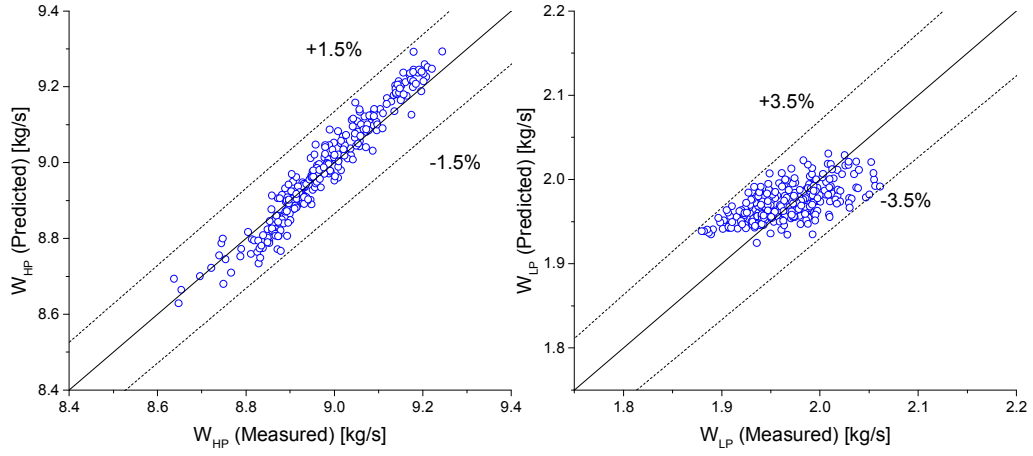 9.4
9.2
9.0
8.8
8.6
8.4
8.4 8.6 8.8 9.0 9.2 9.4
W_HP (Predicted) [kg/s]
W_HP (Measured) [kg/s]
+1.5%
-1.5%
2.2
2.1
2.0
1.9
1.8
1.8 1.9 2.0 2.1 2.2
W_LP (Predicted) [kg/s]
W_LP (Measured) [kg/s]
+3.5%
-3.5%